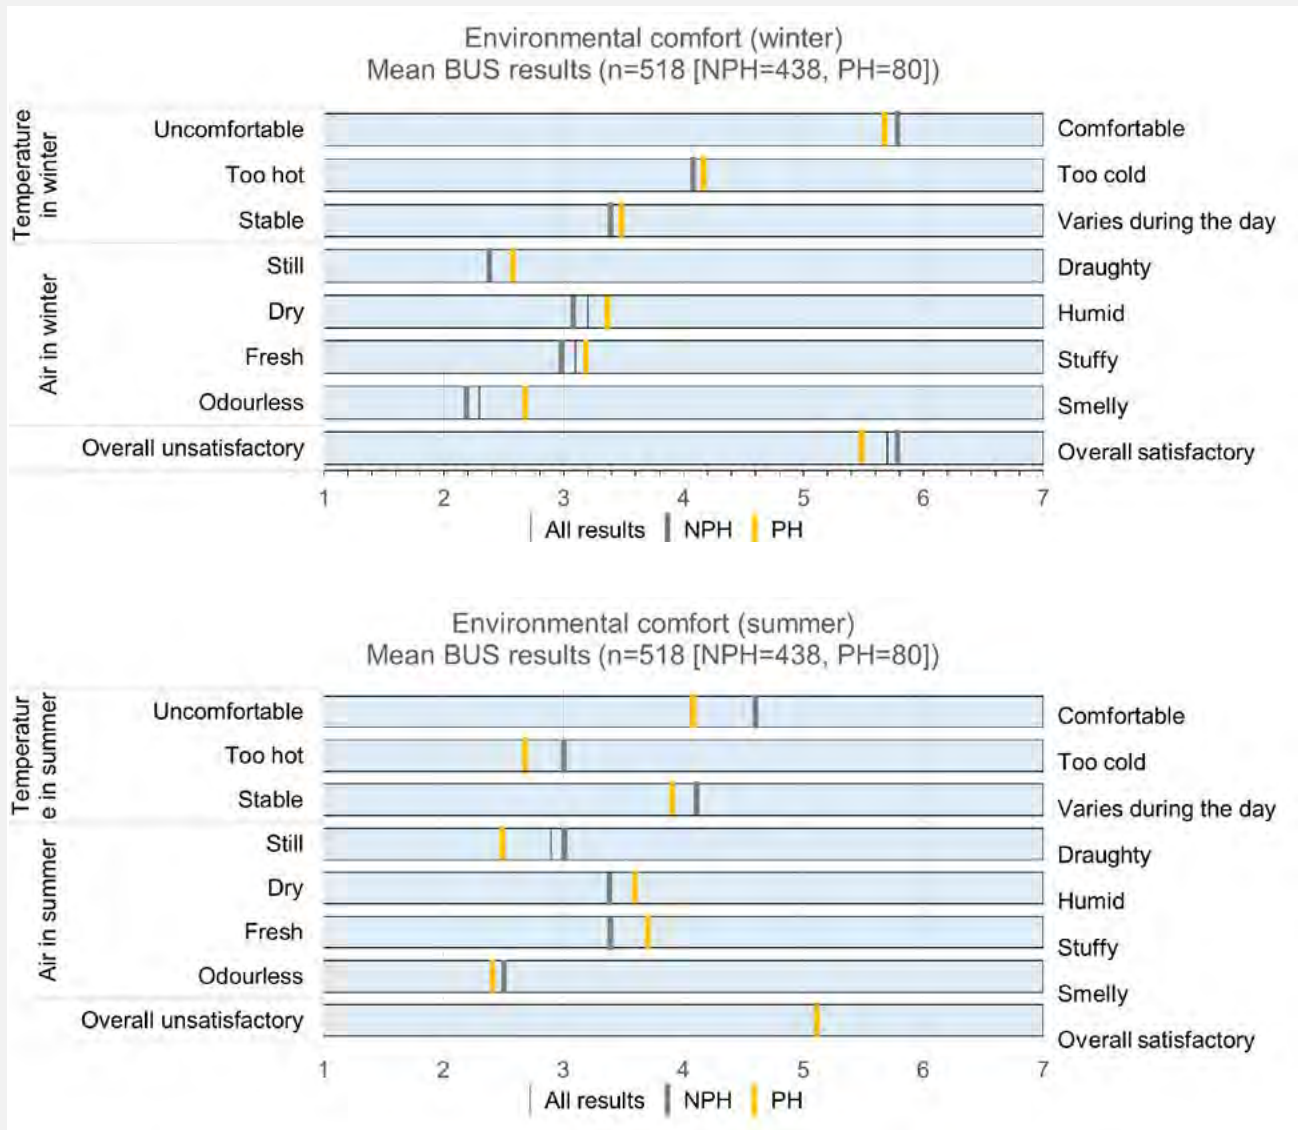 Environmental comfort (winter)
Mean BUS results (n=518 [NPH=438, PH=80])
Temperature
in winter
Uncomfortable Comfortable
Too hot Too cold
Stable Varies during the day
Air in winter
Still Draughty
Dry Humid
Fresh Stuffy
Odourless Smelly
Overall unsatisfactory Overall satisfactory
1 2 3 4 5 6 7
All results NPH PH
Environmental comfort (summer)
Mean BUS results (n=518 [NPH=438, PH=80])
Temperatur
e in summer
Uncomfortable Comfortable
Too hot Too cold
Stable Varies during the day
Air in summer
Still Draughty
Dry Humid
Fresh Stuffy
Odourless Smelly
Overall unsatisfactory Overall satisfactory
1 2 3 4 5 6 7
All results NPH PH